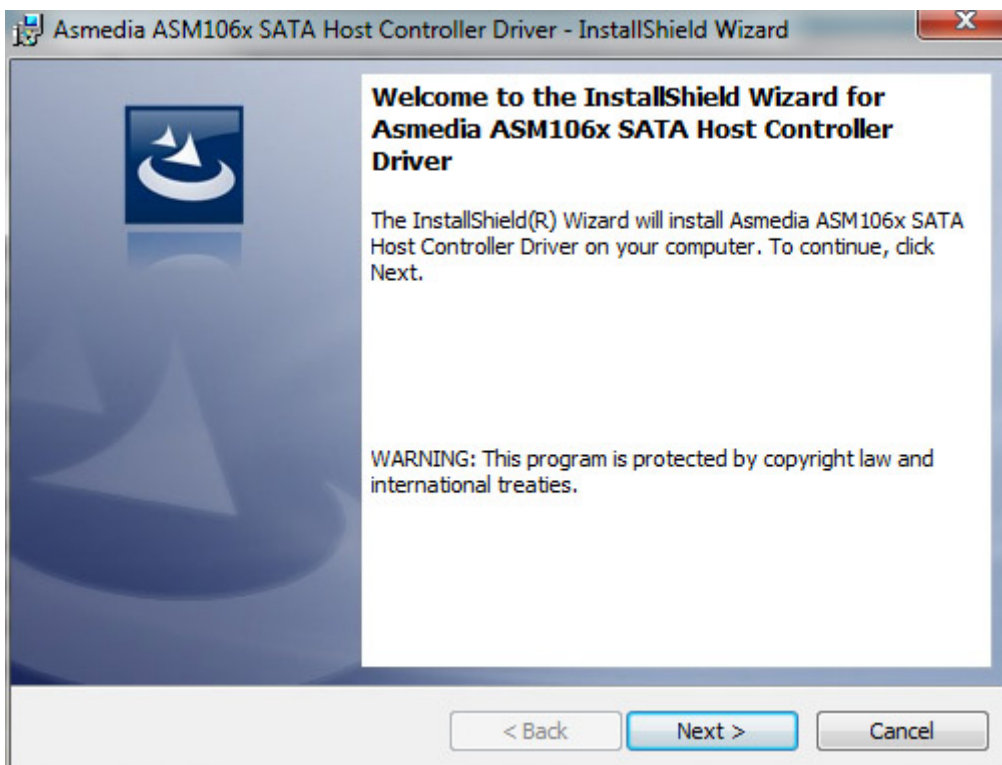 Asmedia ASM106x SATA Host Controller Driver - InstallShield Wizard
Welcome to the InstallShield Wizard for
Asmedia ASM106x SATA Host Controller
Driver
The InstallShield(R) Wizard will install Asmedia ASM106x SATA
Host Controller Driver on your computer. To continue, click
Next.
WARNING: This program is protected by copyright law and
international treaties.
< Back
Next >
Cancel